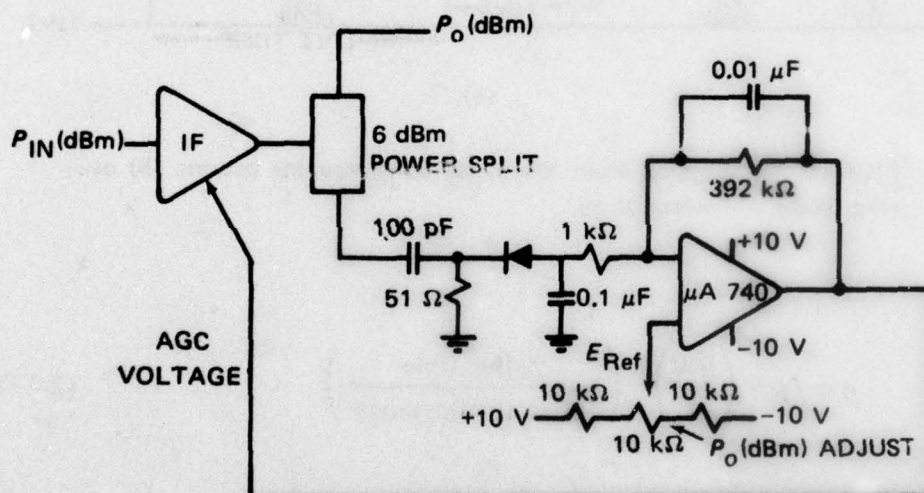 P_o(dBm)
0.01 μF
P_IN(dBm)
IF
6 dBm
POWER SPLIT
392 kΩ
100 pF
1 kΩ
+10 V
51 Ω
0.1 μF
μA 740
-10 V
AGC
VOLTAGE
E_Ref
10 kΩ
10 kΩ
+10 V
-10 V
10 kΩ
P_o(dBm) ADJUST